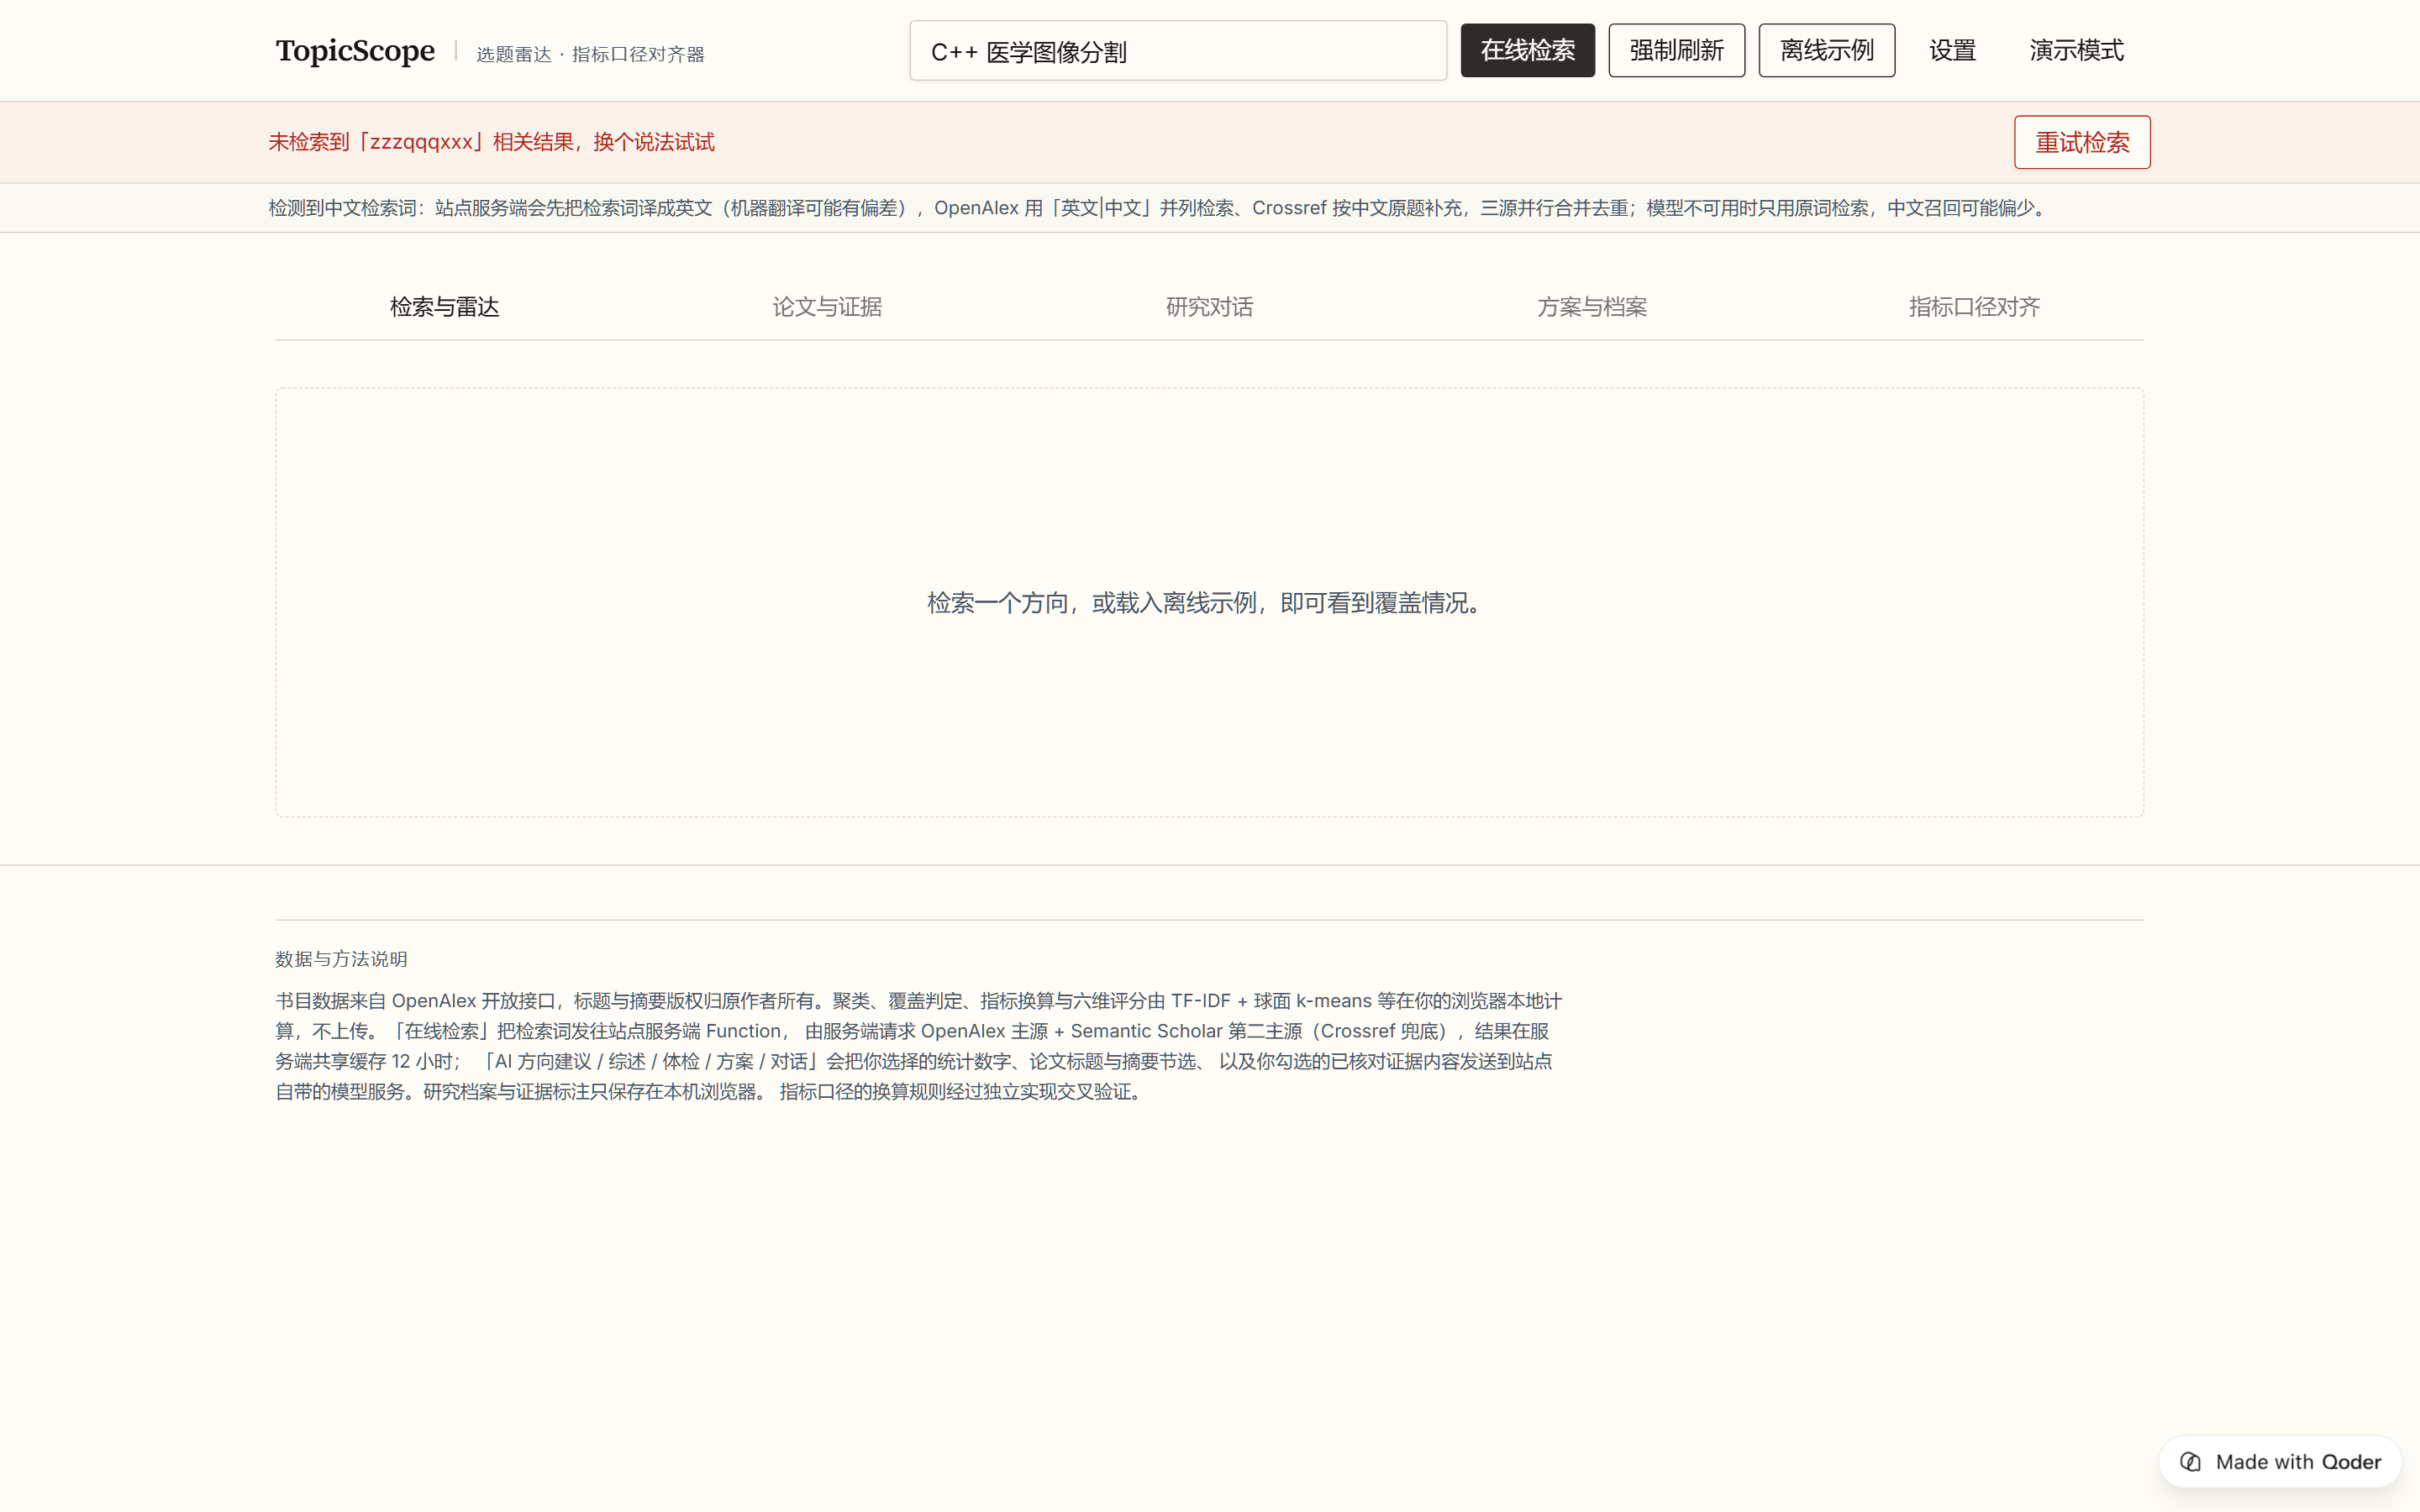 TopicScope
选题雷达 · 指标口径对齐器
C++ 医学图像分割
在线检索
强制刷新
离线示例
设置
演示模式
未检索到「zzzqqqxxx」相关结果，换个说法试试
重试检索
检测到中文检索词：站点服务端会先把检索词译成英文（机器翻译可能有偏差），OpenAlex 用「英文|中文」并列检索、Crossref 按中文原题补充，三源并行合并去重；模型不可用时只用原词检索，中文召回可能偏少。
检索与雷达
论文与证据
研究对话
方案与档案
指标口径对齐
检索一个方向，或载入离线示例，即可看到覆盖情况。
数据与方法说明
书目数据来自 OpenAlex 开放接口，标题与摘要版权归原作者所有。聚类、覆盖判定、指标换算与六维评分由 TF-IDF + 球面 k-means 等在你的浏览器本地计
算，不上传。「在线检索」把检索词发往站点服务端 Function， 由服务端请求 OpenAlex 主源 + Semantic Scholar 第二主源（Crossref 兜底），结果在服
务端共享缓存 12 小时； 「AI 方向建议 / 综述 / 体检 / 方案 / 对话」会把你选择的统计数字、论文标题与摘要节选、 以及你勾选的已核对证据内容发送到站点
自带的模型服务。研究档案与证据标注只保存在本机浏览器。 指标口径的换算规则经过独立实现交叉验证。
Made with Qoder